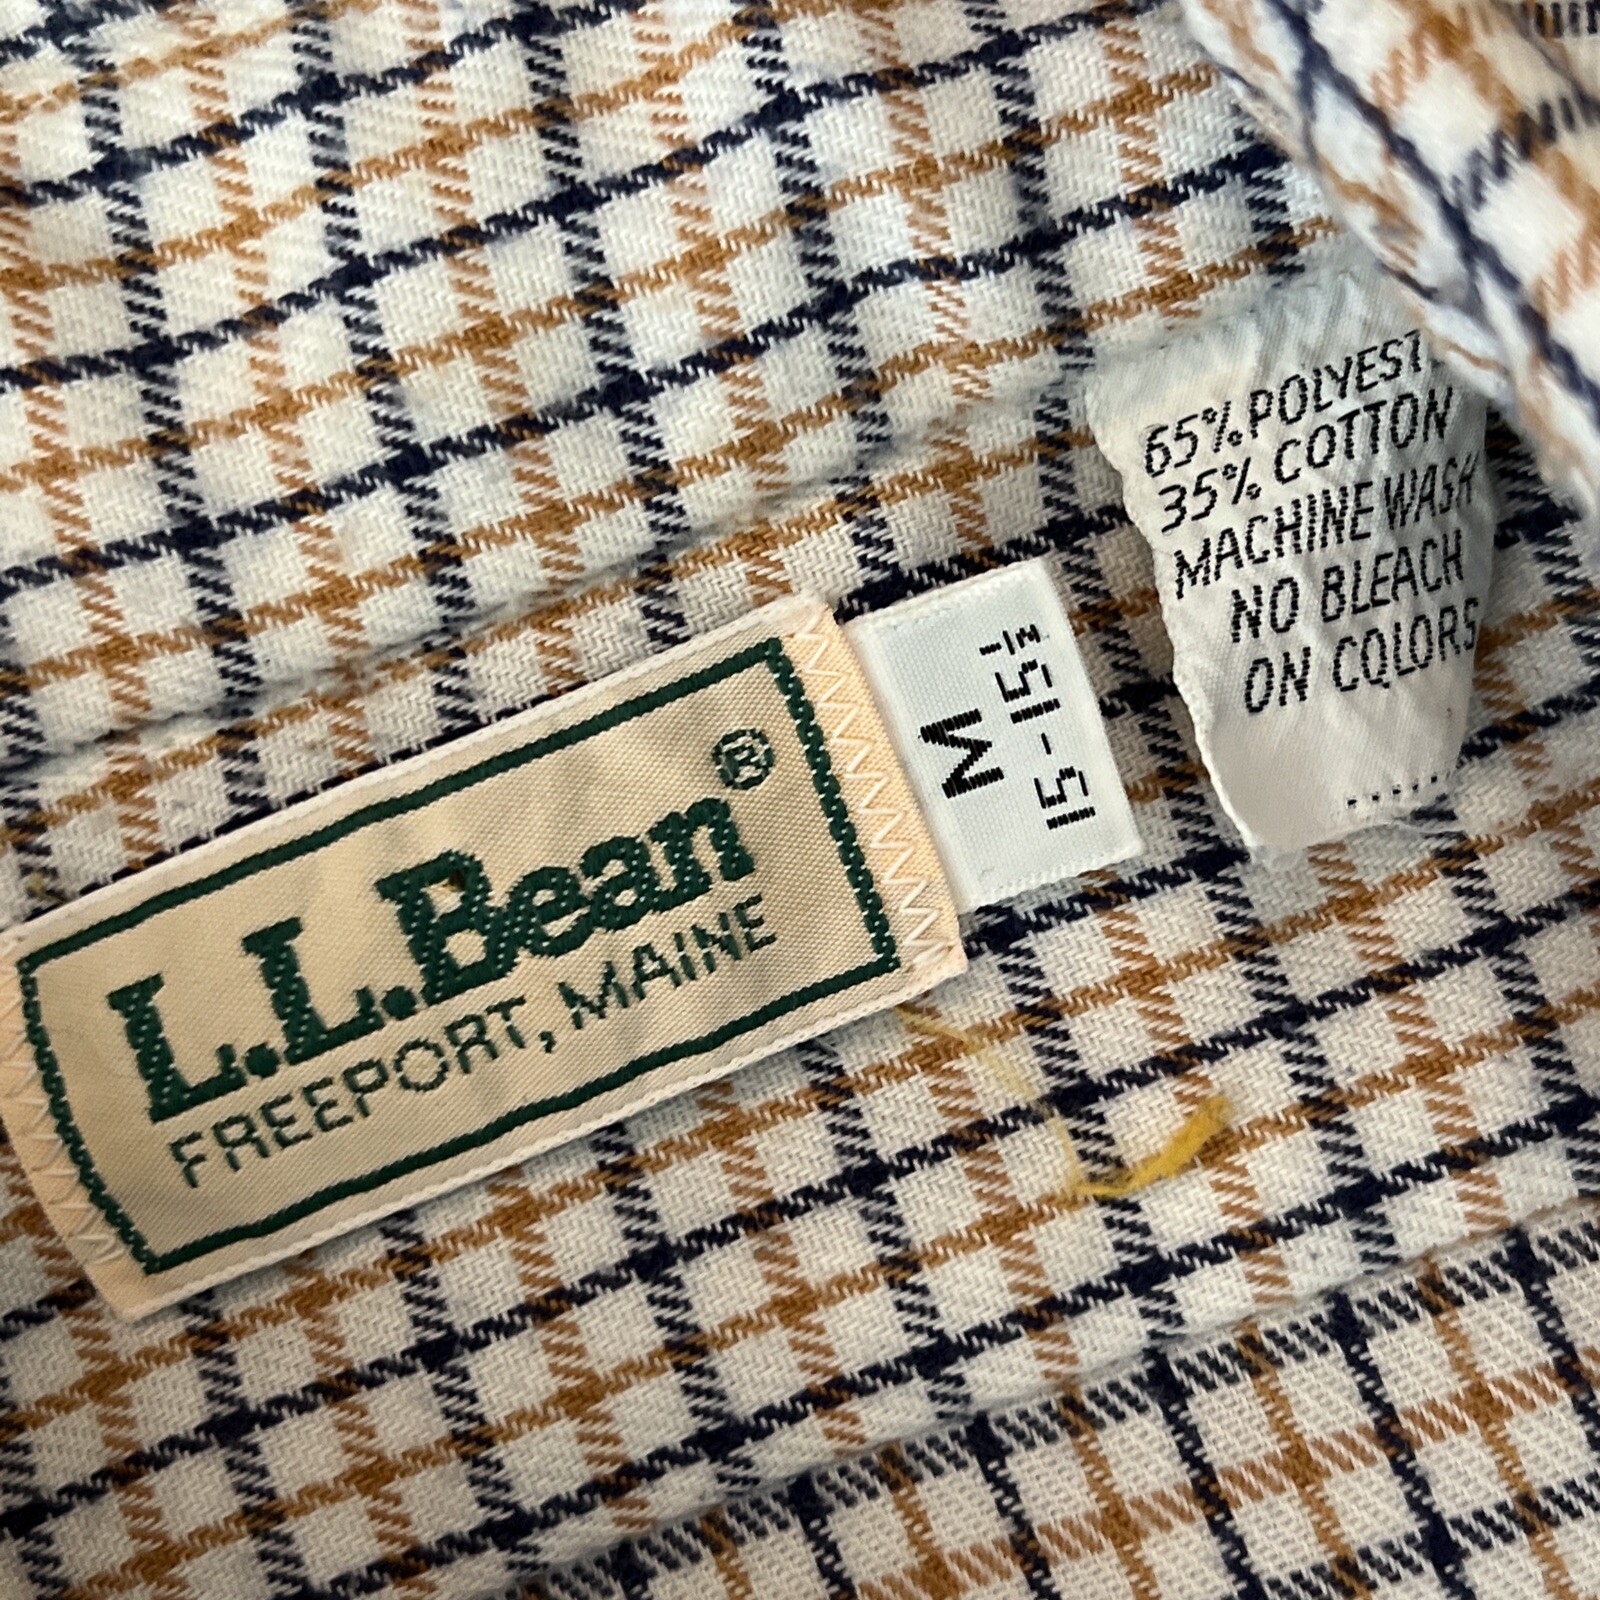 L.L.Bean®
FREEPORT, MAINE
M
15-15½
65% POLYEST
35% COTTON
MACHINE WASH
NO BLEACH
ON COLORS